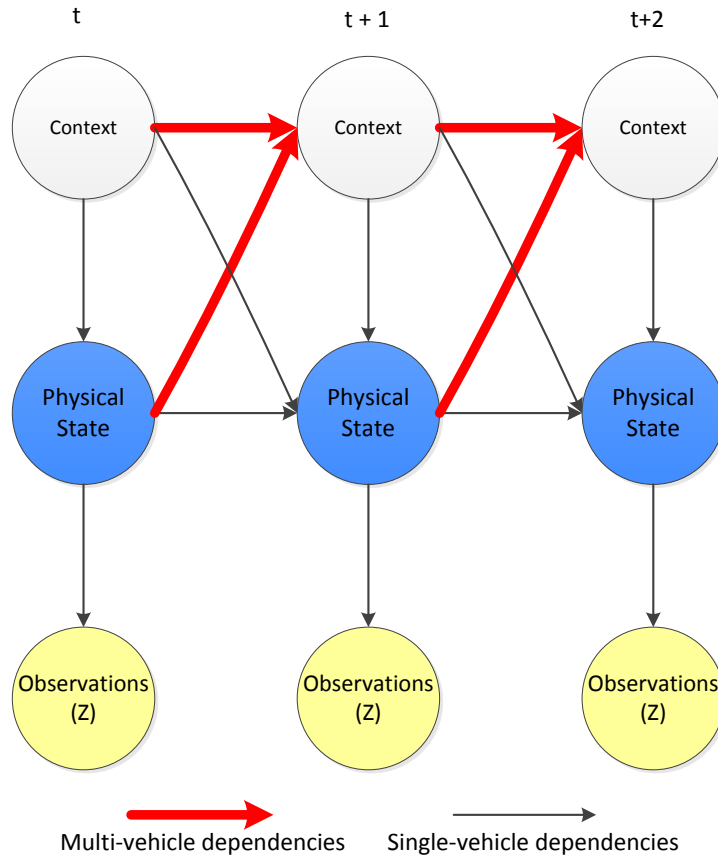 t
t + 1
t+2
Context
Context
Context
Physical
State
Physical
State
Physical
State
Observations
(Z)
Observations
(Z)
Observations
(Z)
Multi-vehicle dependencies
Single-vehicle dependencies